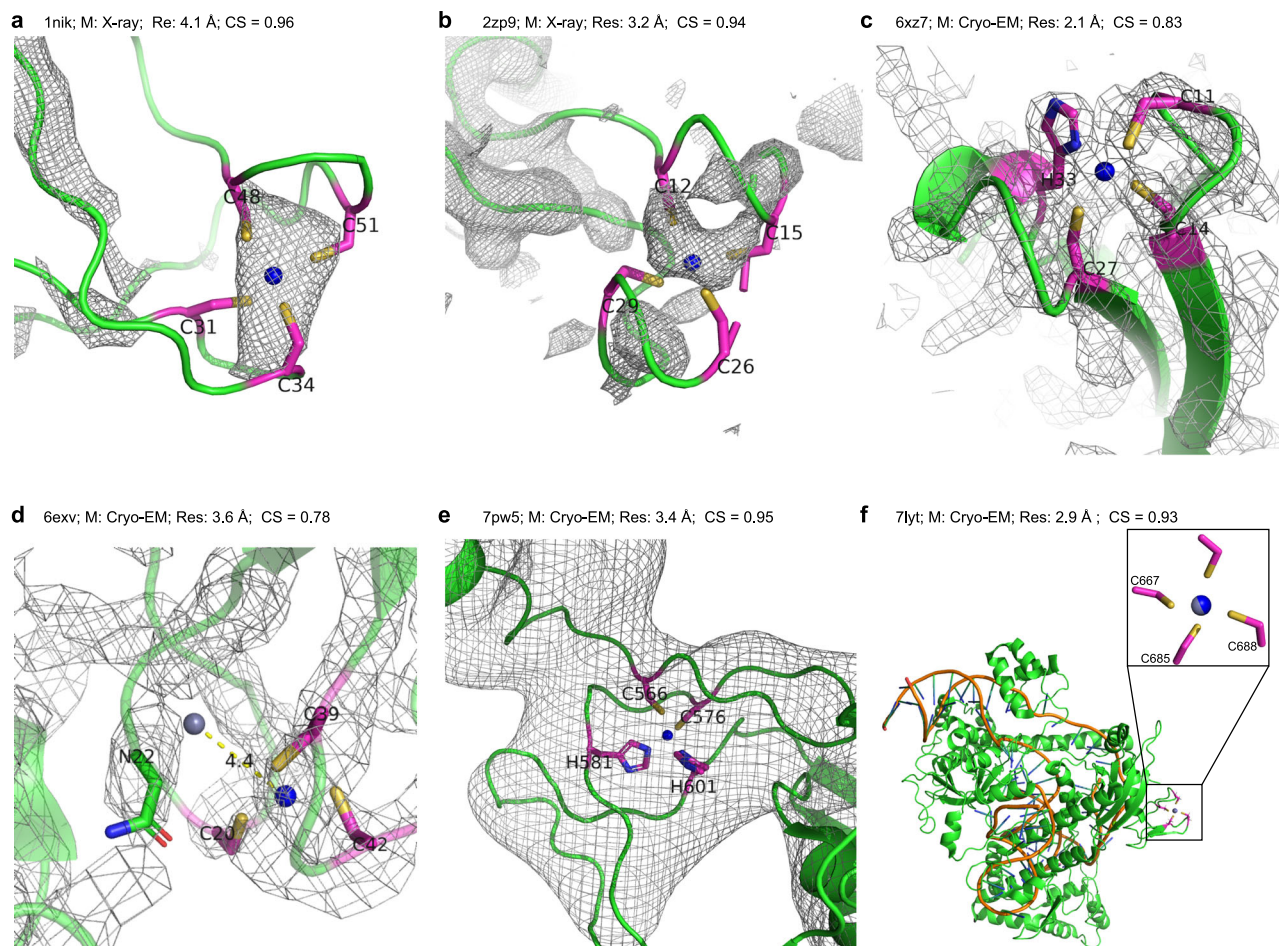 a 1nik; M: X-ray; Re: 4.1 Å; CS = 0.96
C48
C51
C31
C34
b 2zp9; M: X-ray; Res: 3.2 Å; CS = 0.94
C12
C15
C29
C26
c 6xz7; M: Cryo-EM; Res: 2.1 Å; CS = 0.83
C11
H33
C14
C27
d 6exv; M: Cryo-EM; Res: 3.6 Å; CS = 0.78
C39
N22
4.4
C20
C42
e 7pw5; M: Cryo-EM; Res: 3.4 Å; CS = 0.95
C566
C576
H581
H601
f 7lyt; M: Cryo-EM; Res: 2.9 Å ; CS = 0.93
C667
C685
C688